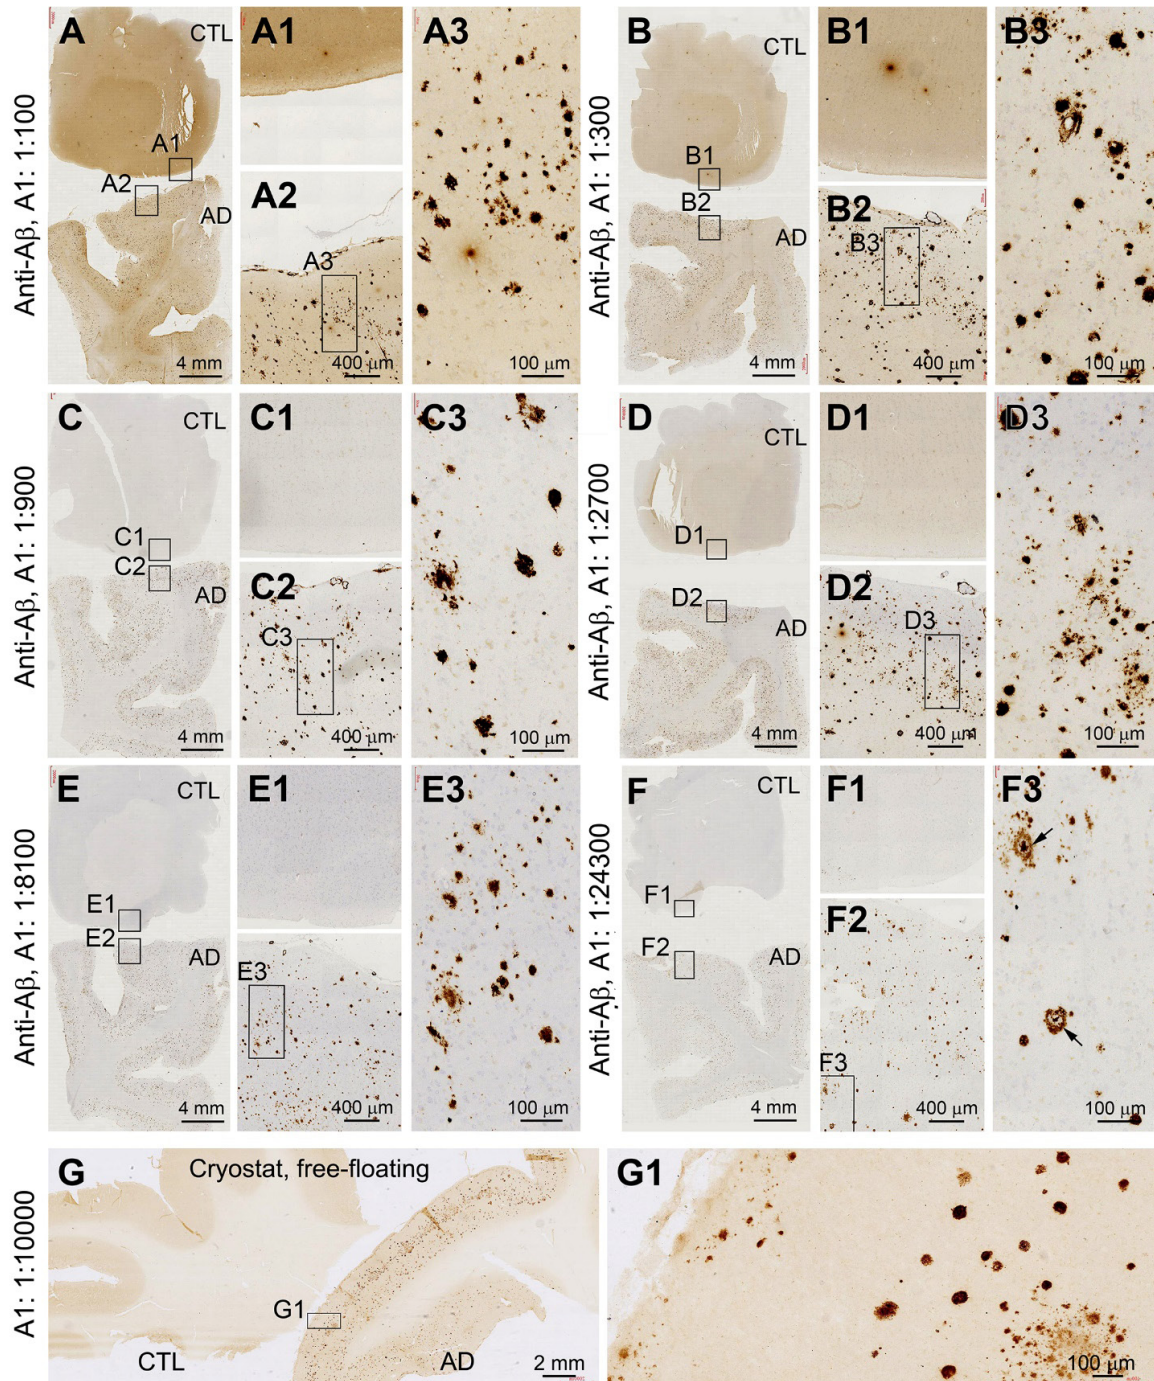 A
CTL
A1
A2
AD
4 mm
Anti-Aβ, A1: 1:100
A1
A2
A3
400 μm
A3
100 μm
B
CTL
B1
B2
AD
4 mm
Anti-Aβ, A1: 1:300
B1
B2
B3
400 μm
B3
100 μm
C
CTL
C1
C2
AD
4 mm
Anti-Aβ, A1: 1:900
C1
C2
C3
400 μm
C3
100 μm
D
CTL
D1
D2
AD
4 mm
Anti-Aβ, A1: 1:2700
D1
D2
D3
400 μm
D3
100 μm
E
CTL
E1
E2
AD
4 mm
Anti-Aβ, A1: 1:8100
E1
E2
E3
400 μm
E3
100 μm
F
CTL
F1
F2
AD
4 mm
Anti-Aβ, A1: 1:24300
F1
F2
F3
400 μm
F3
100 μm
G
Cryostat, free-floating
G1
CTL
AD
2 mm
A1: 1:10000
G1
100 μm